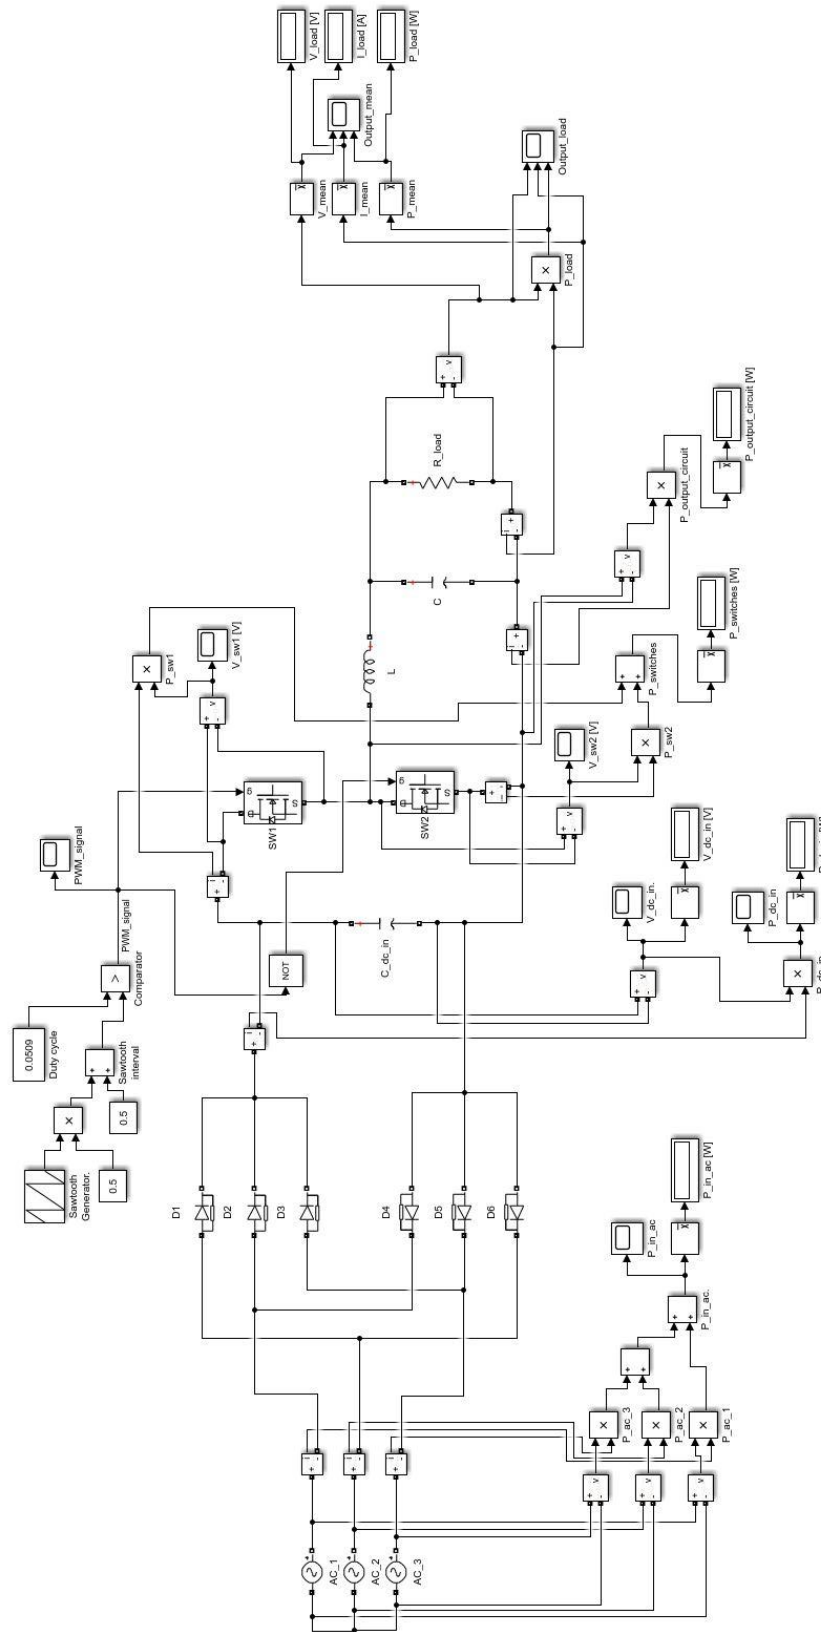 V_load [V]
I_load [A]
P_load [W]
Output_mean
V_mean
I_mean
P_mean
Output_load
P_load
R_load
P_output_circuit [W]
P_output_circuit
C
L
P_sw1
V_sw1 [V]
P_switches [W]
P_switches
V_sw2 [V]
P_sw2
SW1
SW2
g
D
S
g
D
S
PWM_signal
PWM_signal
Comparator
>
0.0509
Duty cycle
Sawtooth
interval
0.5
0.5
Sawtooth
Generator.
NOT
C_dc_in
V_dc_in [V]
V_dc_in.
P_dc_in
D1
D2
D3
D4
D5
D6
P_in_ac [W]
P_in_ac
P_in_ac.
P_ac_3
P_ac_2
P_ac_1
AC_1
AC_2
AC_3